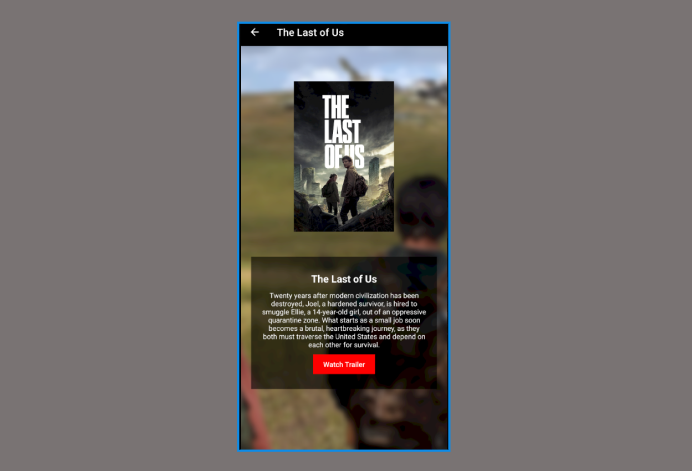 The Last of Us
THE
LAST
OF US
The Last of Us
Twenty years after modern civilization has been
destroyed, Joel, a hardened survivor, is hired to
smuggle Ellie, a 14-year-old girl, out of an oppressive
quarantine zone. What starts as a small job soon
becomes a brutal, heartbreaking journey, as they
both must traverse the United States and depend on
each other for survival.
Watch Trailer